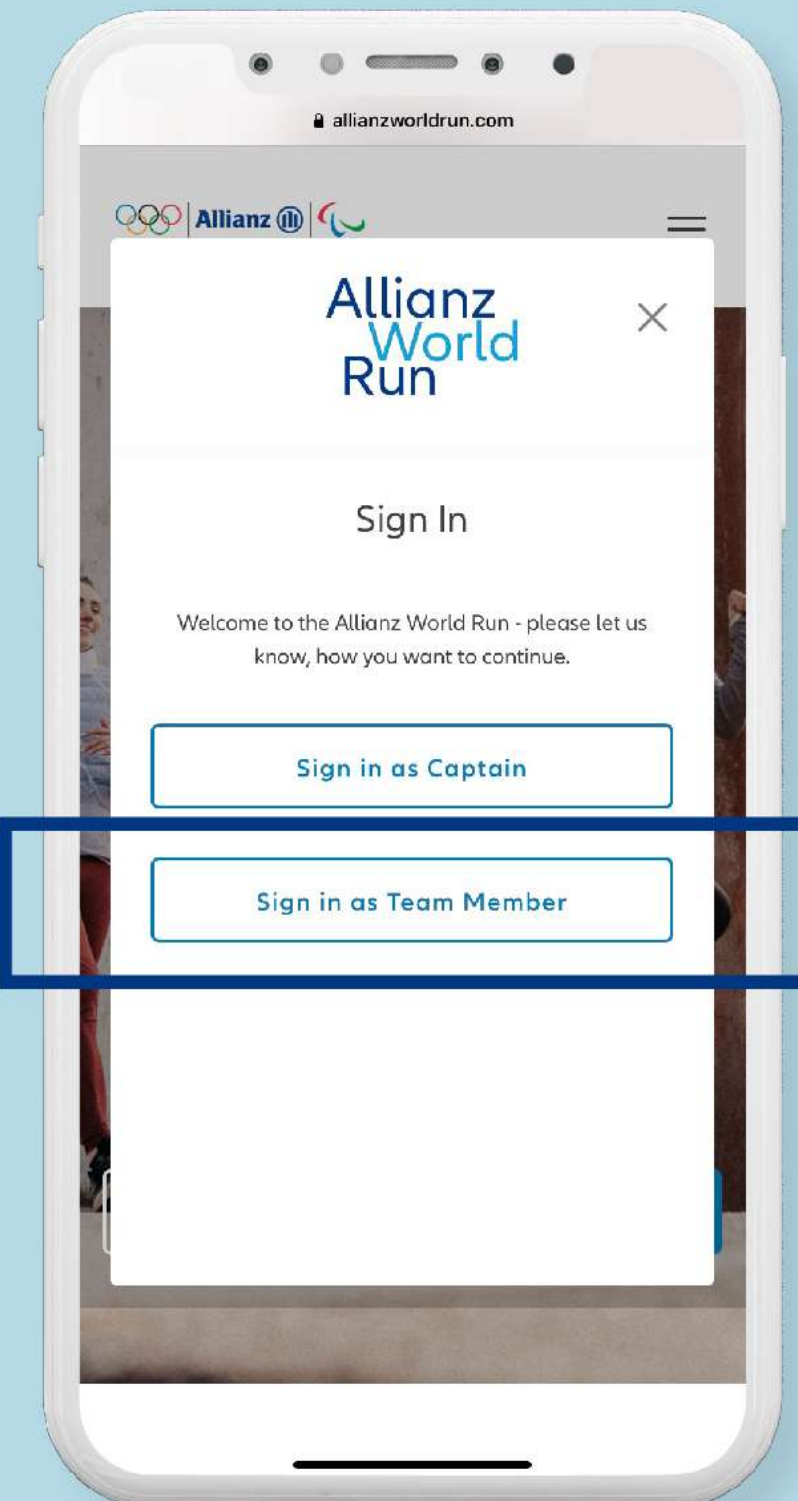 allianzworldrun.com
Allianz
Allianz
World
Run
Sign In
Welcome to the Allianz World Run - please let us
know, how you want to continue.
Sign in as Captain
Sign in as Team Member